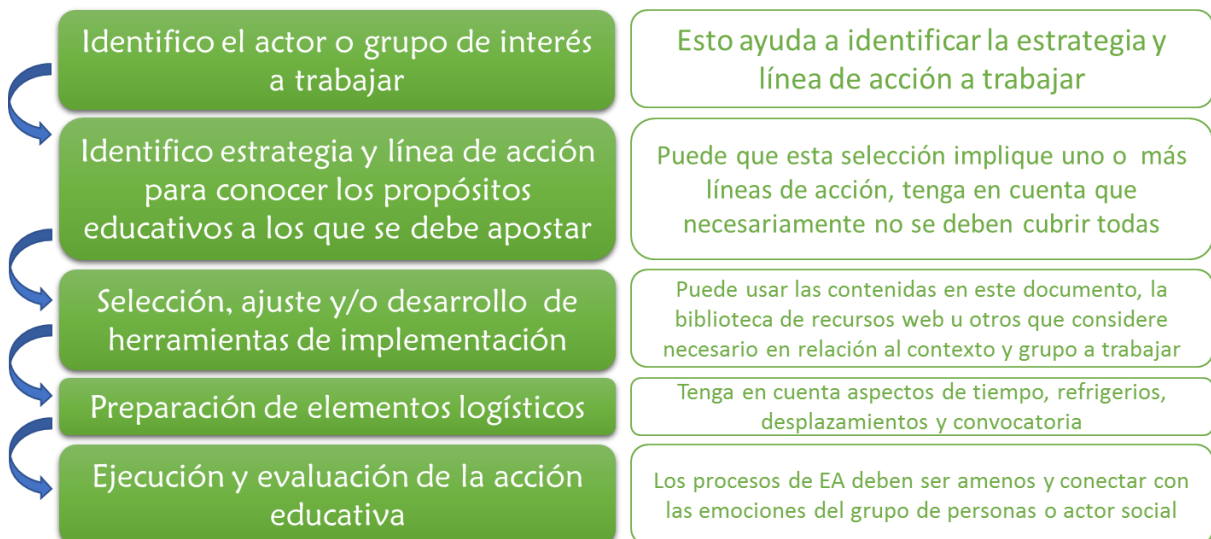 Identifico el actor o grupo de interés
a trabajar
Esto ayuda a identificar la estrategia y
línea de acción a trabajar
Identifico estrategia y línea de acción
para conocer los propósitos
educativos a los que se debe apostar
Puede que esta selección implique uno o más
líneas de acción, tenga en cuenta que
necesariamente no se deben cubrir todas
Selección, ajuste y/o desarrollo de
herramientas de implementación
Puede usar las contenidas en este documento, la
biblioteca de recursos web u otros que considere
necesario en relación al contexto y grupo a trabajar
Preparación de elementos logísticos
Tenga en cuenta aspectos de tiempo, refrigerios,
desplazamientos y convocatoria
Ejecución y evaluación de la acción
educativa
Los procesos de EA deben ser amenos y conectar con
las emociones del grupo de personas o actor social